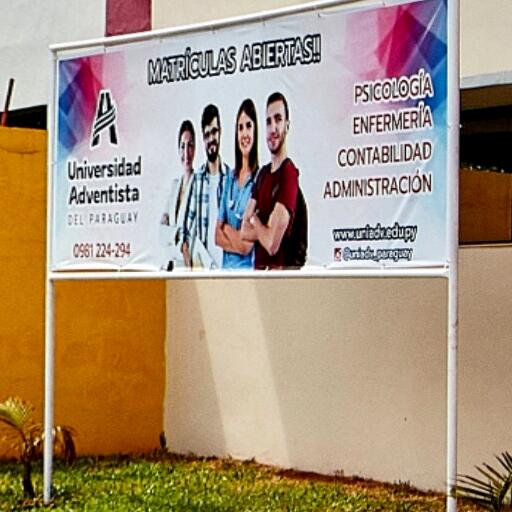 MATRÍCULAS ABIERTAS!!
Universidad
Adventista
DEL PARAGUAY
0981 224-294
PSICOLOGÍA
ENFERMERÍA
CONTABILIDAD
ADMINISTRACIÓN
www.uniadv.edu.py
@uniadv_paraguay